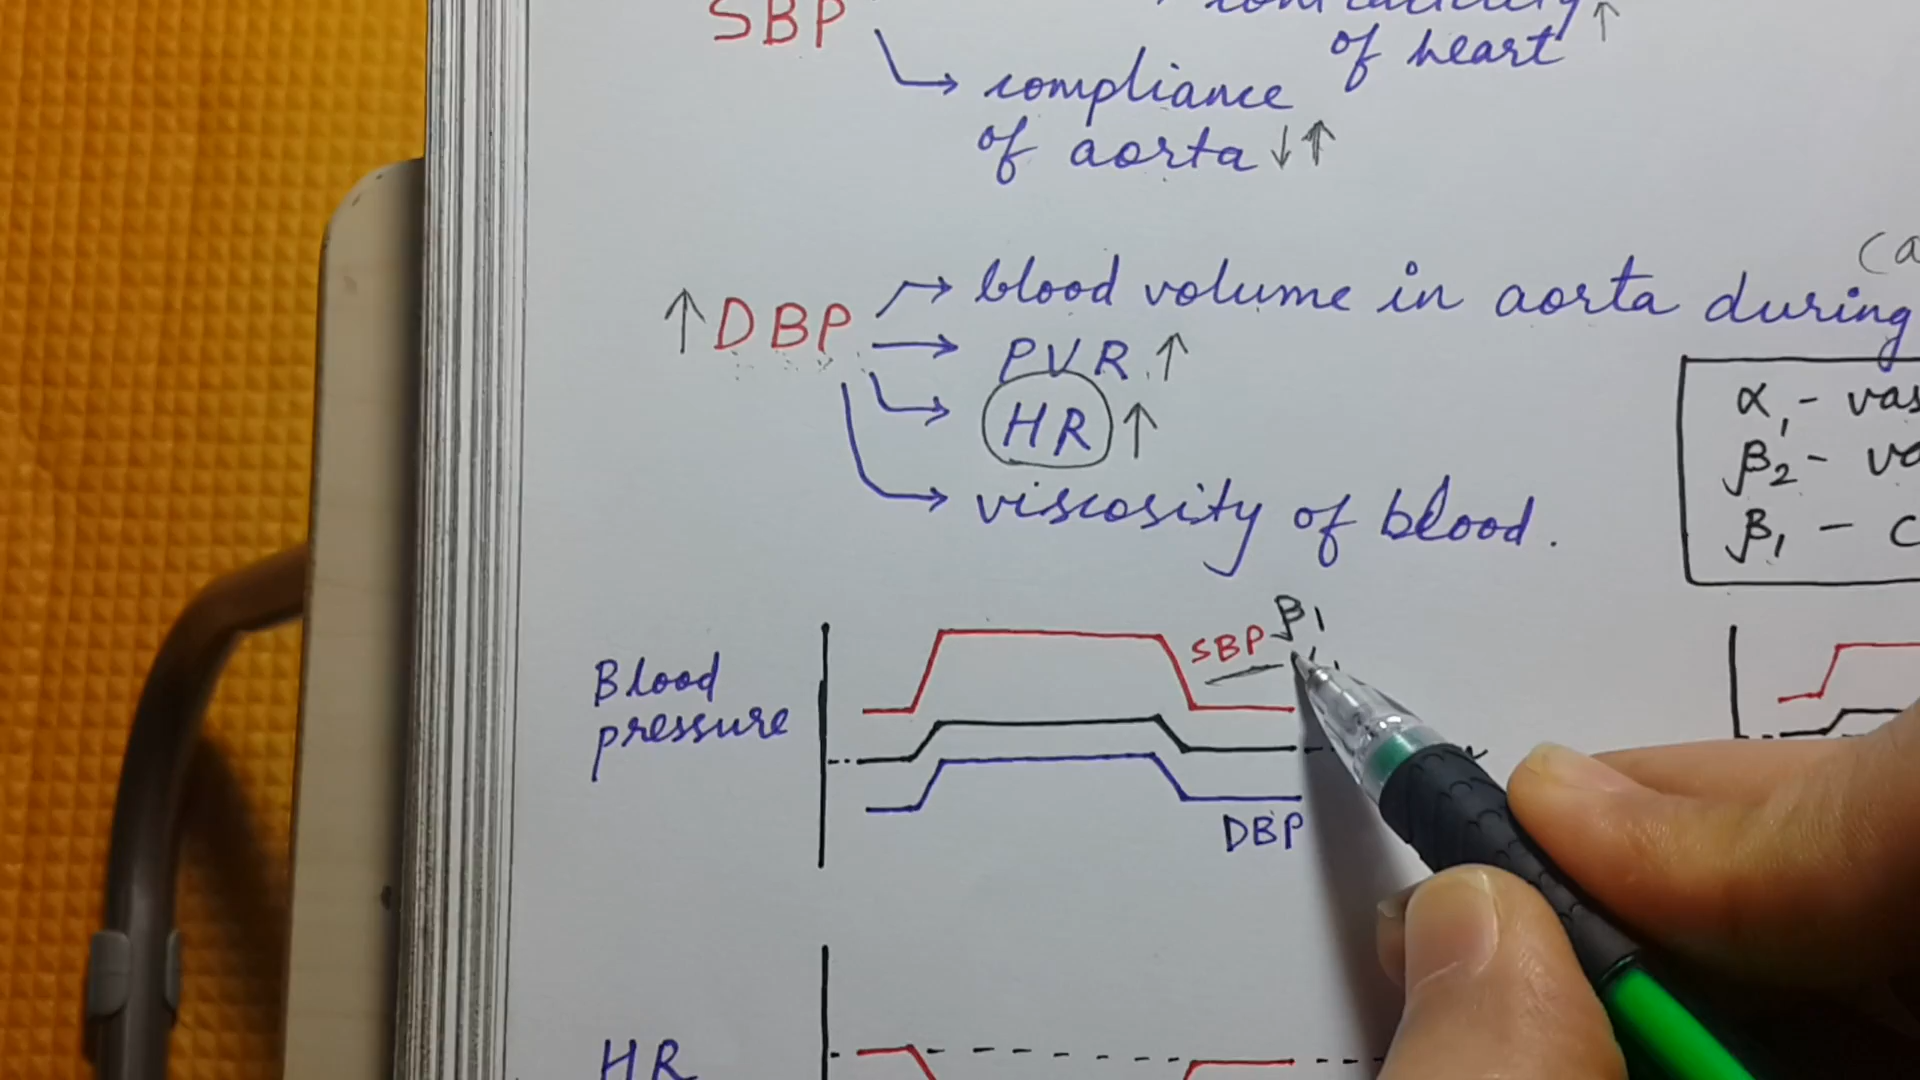 SBP
of heart ↑
→ compliance
of aorta ↓↑
(a
↑DBP → blood volume in aorta during
→ PVR ↑
→ HR ↑
→ viscosity of blood.
α1 - vas
β2 - va
β1 - c
β1
SBP
Blood
pressure
DBP
HR